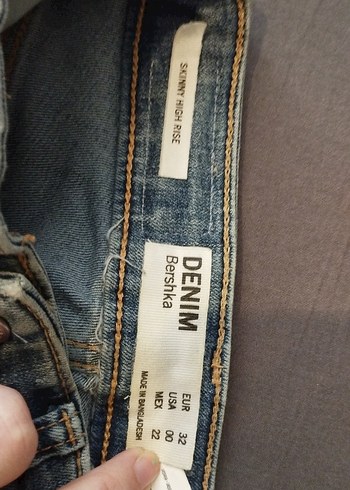 SKINNY HIGH RISE
DENIM
Bershka
EUR 32
USA 00
MEX 22
MADE IN BANGLADESH